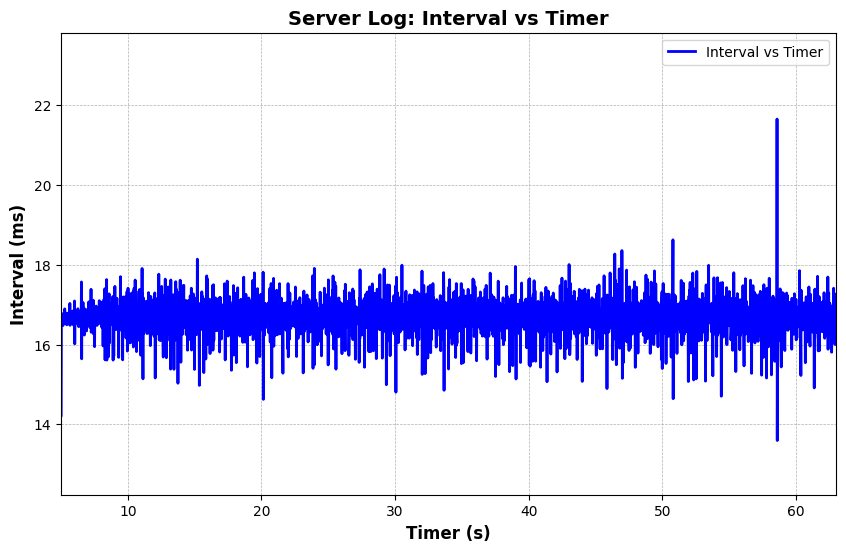 Server Log: Interval vs Timer
Interval vs Timer
22
20
18
16
14
Interval (ms)
10 20 30 40 50 60
Timer (s)